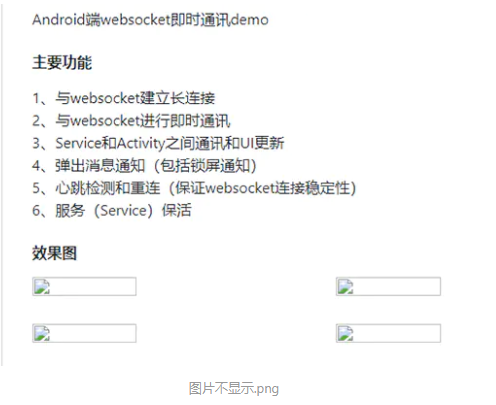 Android端websocket即时通讯demo
主要功能
1、与websocket建立长连接
2、与websocket进行即时通讯
3、Service和Activity之间通讯和UI更新
4、弹出消息通知（包括锁屏通知）
5、心跳检测和重连（保证websocket连接稳定性）
6、服务（Service）保活
效果图
图片不显示.png